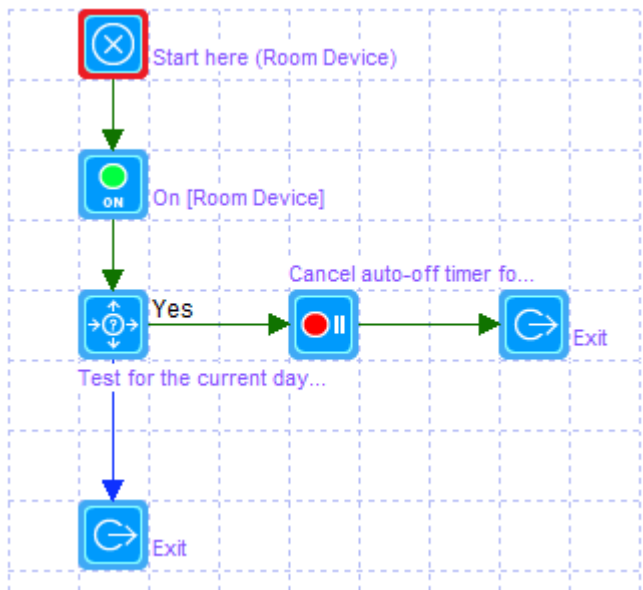 Start here (Room Device)
ON
On [Room Device]
Cancel auto-off timer fo...
Yes
Exit
Test for the current day...
Exit